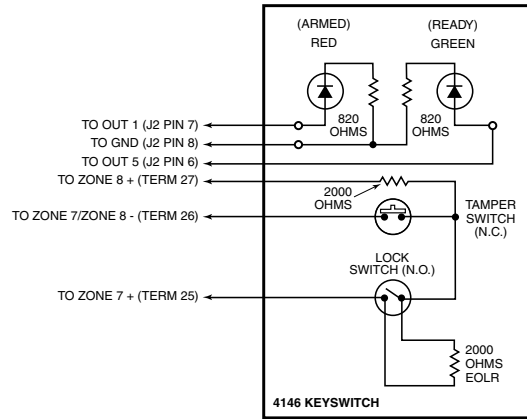 (ARMED)
RED
(READY)
GREEN
820
OHMS
820
OHMS
TO OUT 1 (J2 PIN 7)
TO GND (J2 PIN 8)
TO OUT 5 (J2 PIN 6)
TO ZONE 8 + (TERM 27)
2000
OHMS
TO ZONE 7/ZONE 8 - (TERM 26)
TAMPER
SWITCH
(N.C.)
LOCK
SWITCH (N.O.)
TO ZONE 7 + (TERM 25)
2000
OHMS
EOLR
4146 KEYSWITCH